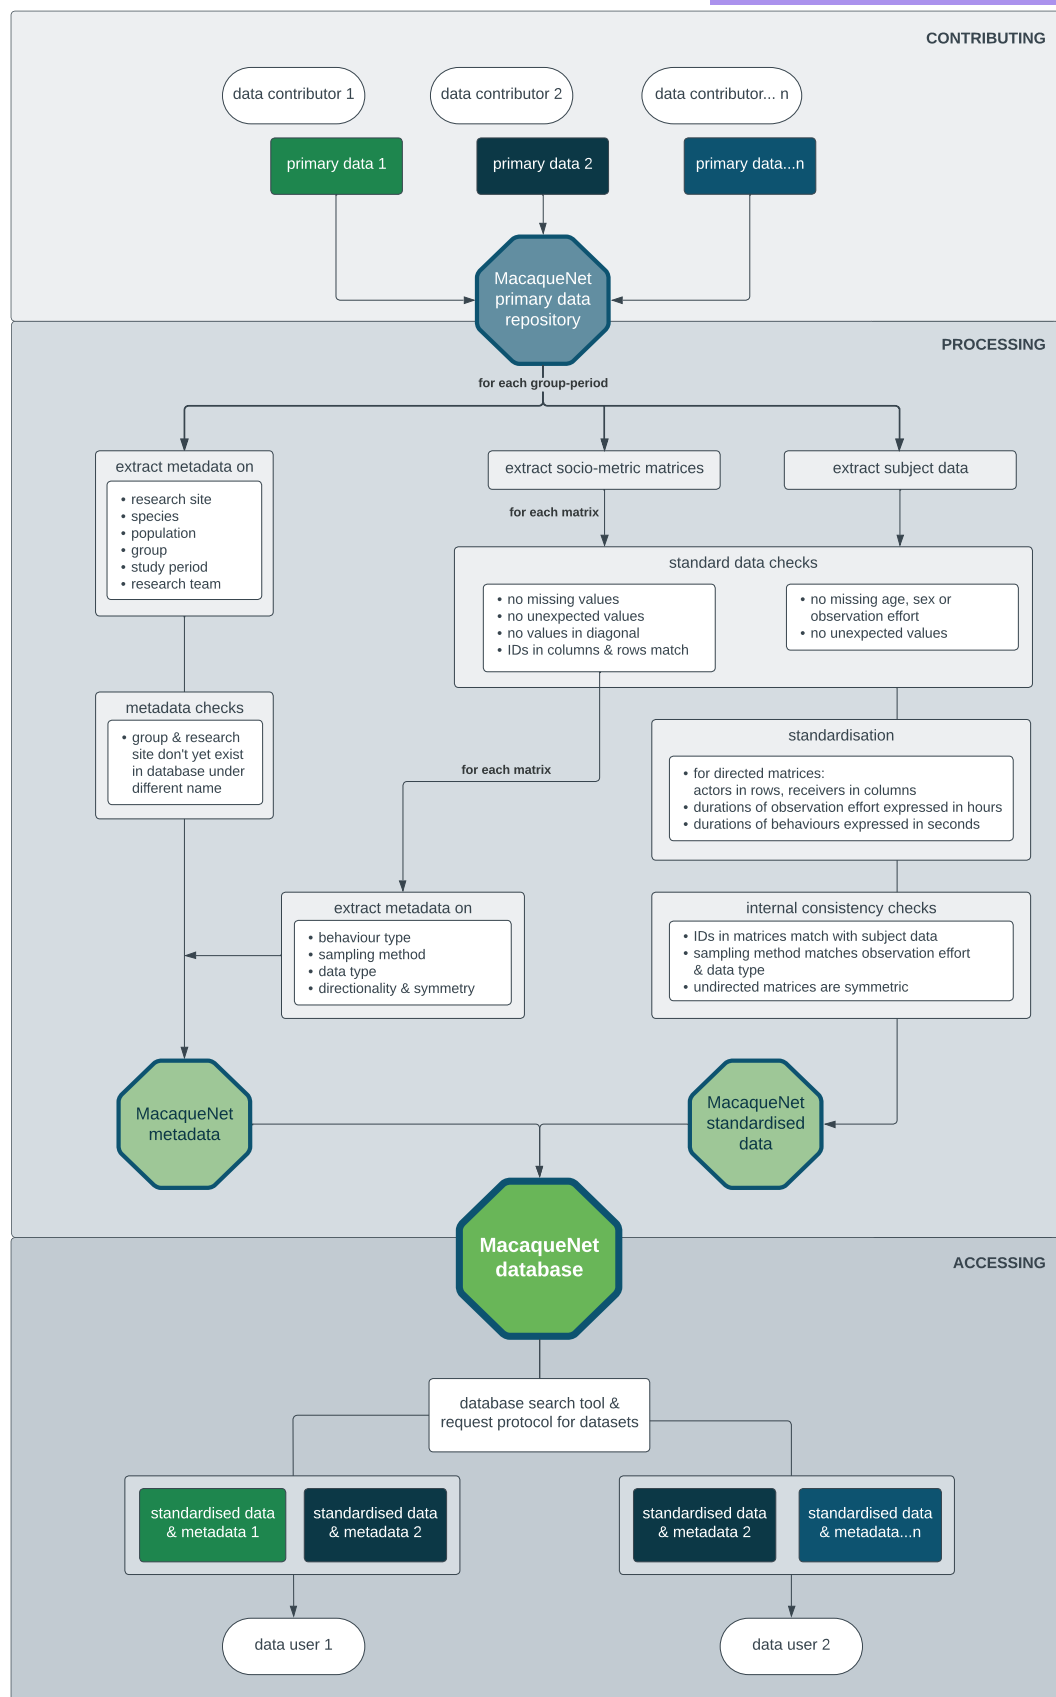 CONTRIBUTING
data contributor 1
data contributor 2
data contributor... n
primary data 1
primary data 2
primary data...n
MacaqueNet
primary data
repository
PROCESSING
for each group-period
extract metadata on
• research site
• species
• population
• group
• study period
• research team
extract socio-metric matrices
extract subject data
for each matrix
standard data checks
• no missing values
• no unexpected values
• no values in diagonal
• IDs in columns & rows match
• no missing age, sex or
observation effort
• no unexpected values
metadata checks
• group & research
site don't yet exist
in database under
different name
standardisation
• for directed matrices:
actors in rows, receivers in columns
• durations of observation effort expressed in hours
• durations of behaviours expressed in seconds
for each matrix
extract metadata on
• behaviour type
• sampling method
• data type
• directionality & symmetry
internal consistency checks
• IDs in matrices match with subject data
• sampling method matches observation effort
& data type
• undirected matrices are symmetric
MacaqueNet
metadata
MacaqueNet
standardised
data
MacaqueNet
database
ACCESSING
database search tool &
request protocol for datasets
standardised data
& metadata 1
standardised data
& metadata 2
standardised data
& metadata 2
standardised data
& metadata...n
data user 1
data user 2